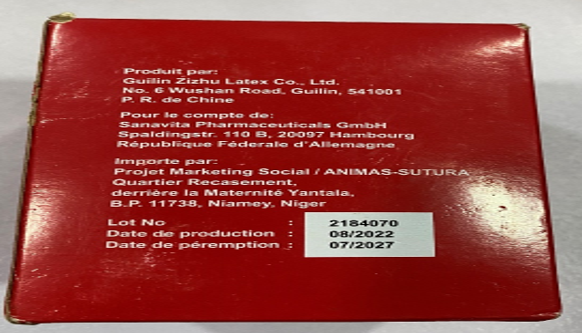 Produit par:
Guilin Zizhu Latex Co., Ltd.
No. 6 Wushan Road, Guilin, 541001
P. R. de Chine
Pour le compte de:
Sanavita Pharmaceuticals GmbH
Spaldingstr. 110 B, 20097 Hambourg
République Féderale d'Allemagne
Importe par:
Projet Marketing Social / ANIMAS-SUTURA
Quartier Recasement,
derrière la Maternité Yantala,
B.P. 11738, Niamey, Niger
Lot No : 2184070
Date de production : 08/2022
Date de péremption : 07/2027